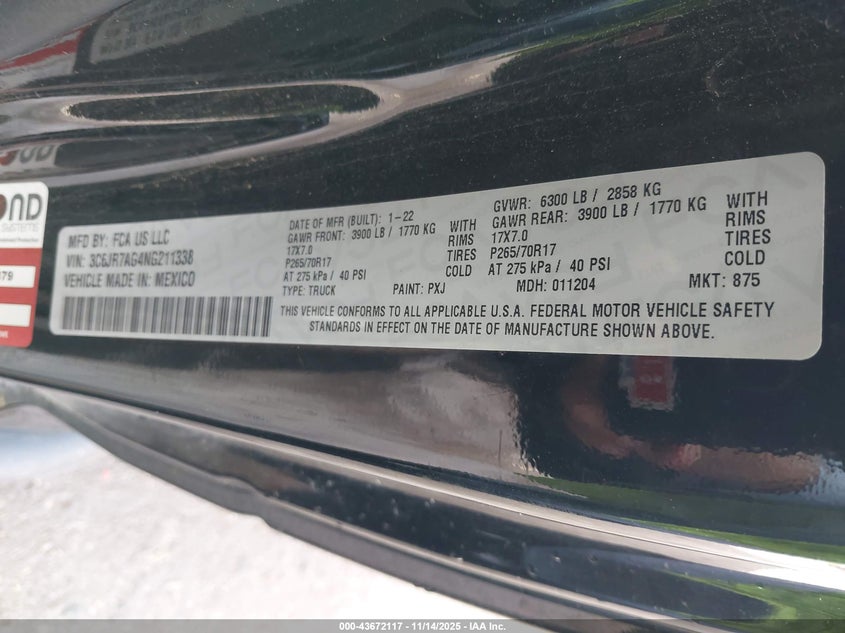 OND
SYSTEMS
379
MFD BY: FCA US LLC
VIN: 3C6JR7AG4NG211338
VEHICLE MADE IN: MEXICO
DATE OF MFR (BUILT): 1-22
GAWR FRONT: 3900 LB / 1770 KG WITH
17X7.0 RIMS
P265/70R17 TIRES
AT 275 kPa / 40 PSI COLD
TYPE: TRUCK PAINT: PXJ
GVWR: 6300 LB / 2858 KG
GAWR REAR: 3900 LB / 1770 KG WITH
17X7.0 RIMS
P265/70R17 TIRES
AT 275 kPa / 40 PSI COLD
MDH: 011204 MKT: 875
THIS VEHICLE CONFORMS TO ALL APPLICABLE U.S.A. FEDERAL MOTOR VEHICLE SAFETY
STANDARDS IN EFFECT ON THE DATE OF MANUFACTURE SHOWN ABOVE.
000-43672117 - 11/14/2025 - IAA Inc.